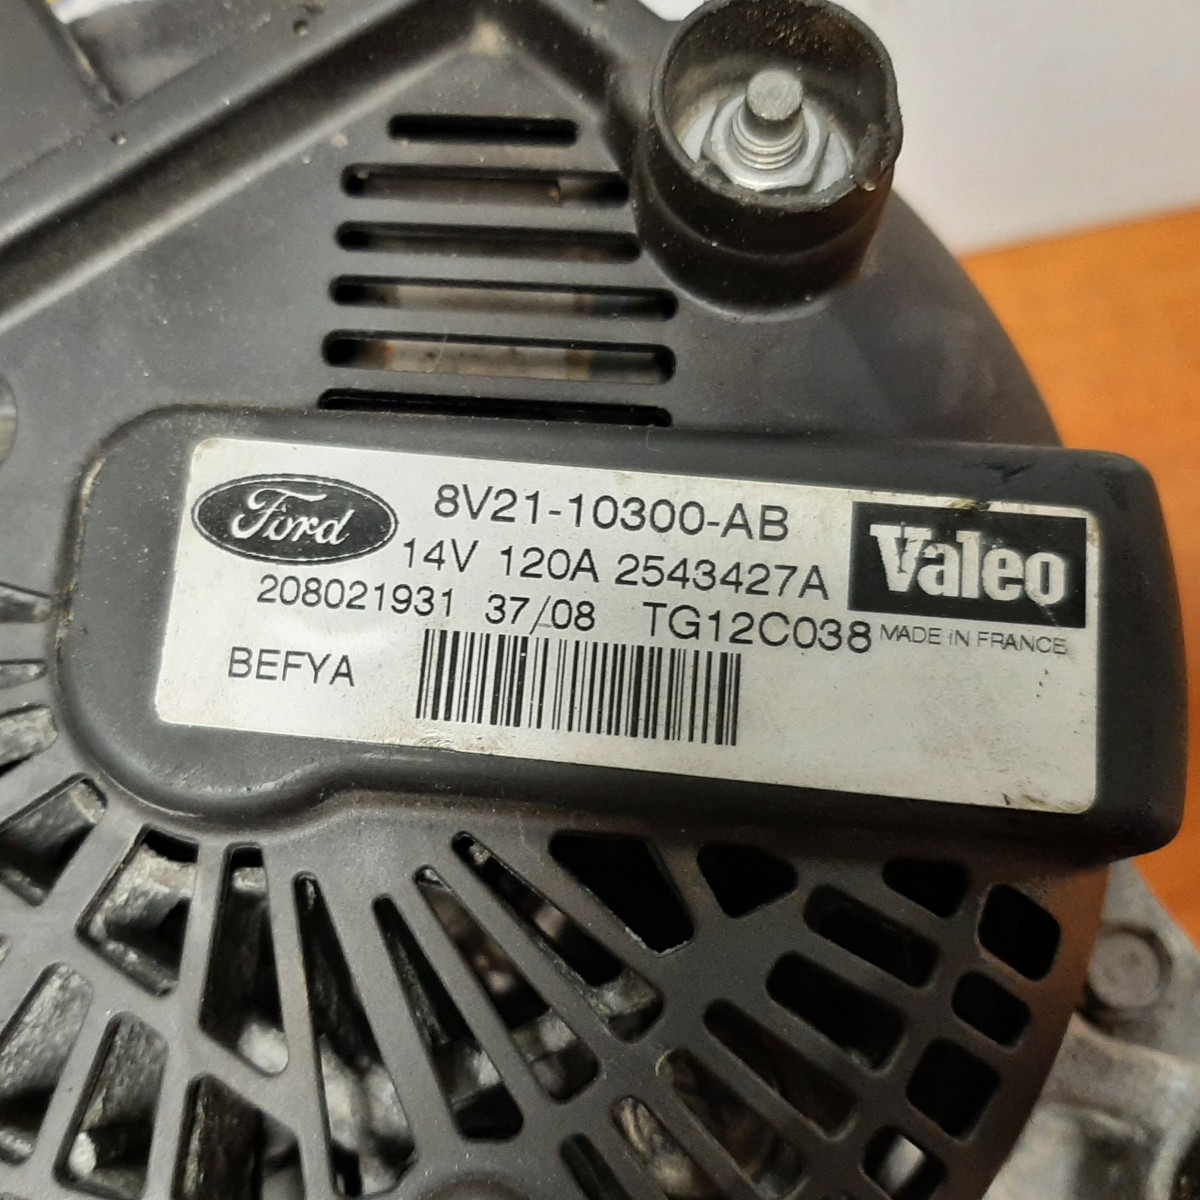 Ford 8V21-10300-AB Valeo
14V 120A 2543427A
208021931 37/08 TG12C038 MADE IN FRANCE
BEFYA